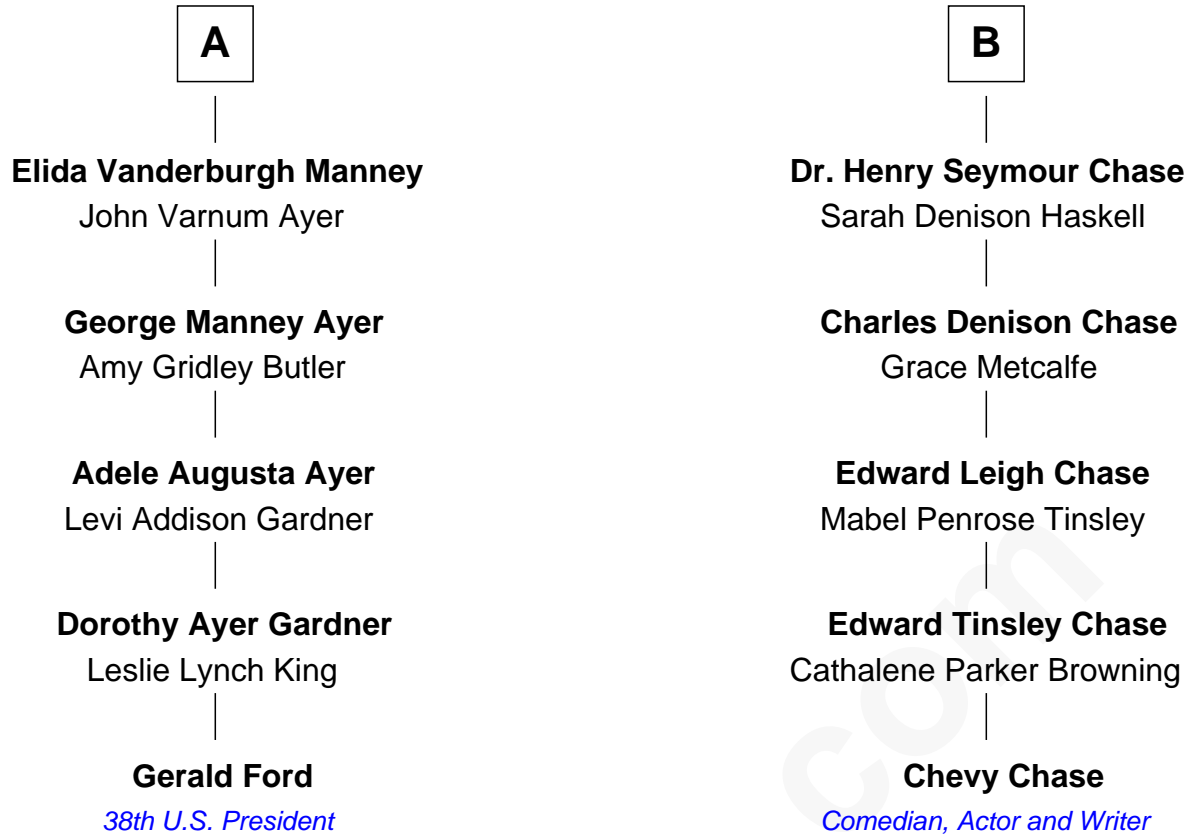 A
B
Elida Vanderburgh Manney
John Varnum Ayer
Dr. Henry Seymour Chase
Sarah Denison Haskell
George Manney Ayer
Amy Gridley Butler
Charles Denison Chase
Grace Metcalfe
Adele Augusta Ayer
Levi Addison Gardner
Edward Leigh Chase
Mabel Penrose Tinsley
Dorothy Ayer Gardner
Leslie Lynch King
Edward Tinsley Chase
Cathalene Parker Browning
Gerald Ford
38th U.S. President
Chevy Chase
Comedian, Actor and Writer
com